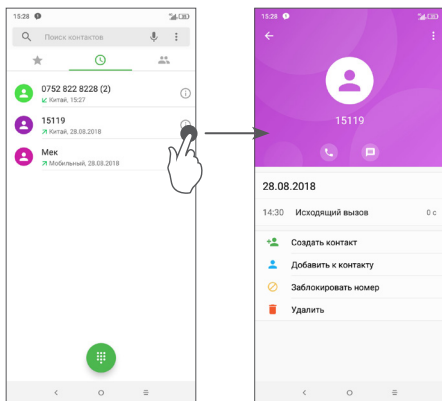 15:28
Поиск контактов
0752 822 8228 (2)
Китай, 15:27
15119
Китай, 28.08.2018
Мек
Мобильный, 28.08.2018
15:28
15119
28.08.2018
14:30 Исходящий вызов 0 с
Создать контакт
Добавить к контакту
Заблокировать номер
Удалить